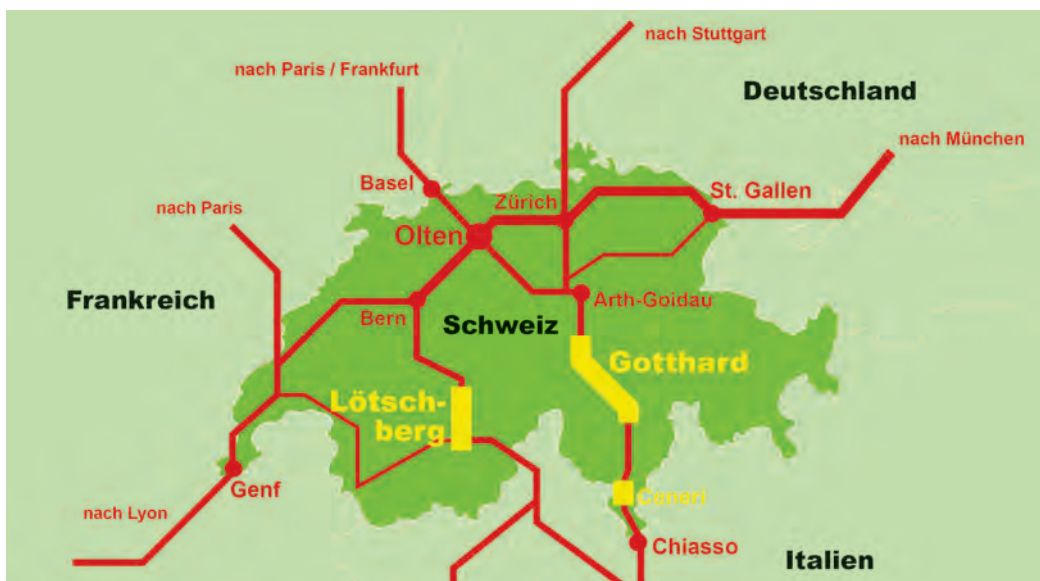 nach Stuttgart
nach Paris / Frankfurt
Deutschland
nach München
Basel
St. Gallen
Zürich
nach Paris
Olten
Frankreich
Arth-Goldau
Bern
Schweiz
Gotthard
Lötsch-
berg
Genf
Ceneri
nach Lyon
Chiasso
Italien